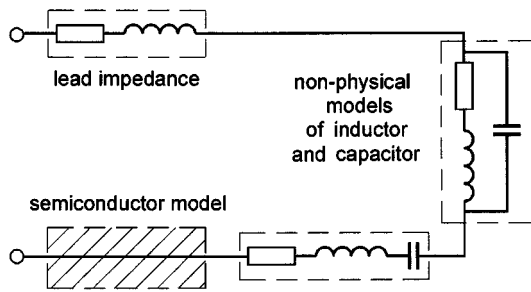 lead impedance
non-physical
models
of inductor
and capacitor
semiconductor model